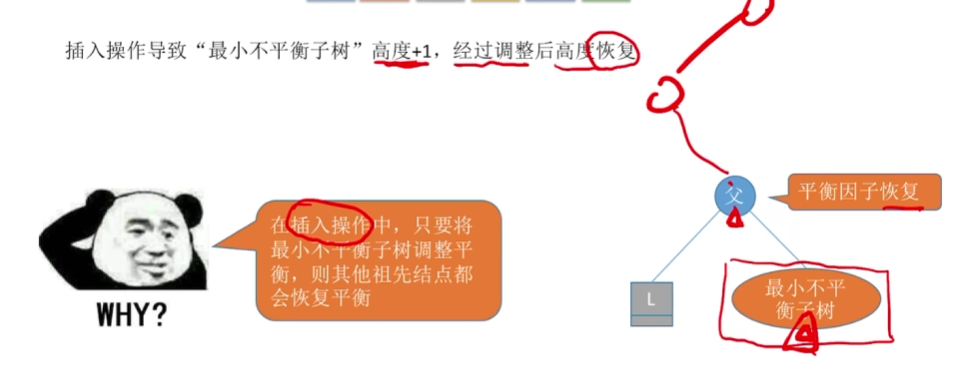 插入操作导致“最小不平衡子树”高度+1，经过调整后高度恢复
父
平衡因子恢复
在插入操作中，只要将
最小不平衡子树调整平
衡，则其他祖先结点都
会恢复平衡
L
最小不平
衡子树
WHY?